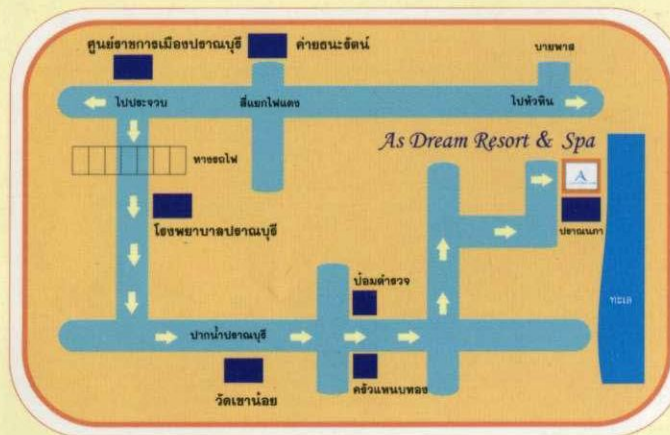 ศูนย์ราชการเมืองปราณบุรี
ค่ายธนะรัตน์
บายพาส
ไปประจวบ
สี่แยกไฟแดง
ไปหัวหิน
As Dream Resort & Spa
ทางรถไฟ
A
โรงพยาบาลปราณบุรี
ปราณนภา
ป้อมตำรวจ
ทะเล
ปากน้ำปราณบุรี
วัดเขาน้อย
ครัวแหนบทอง